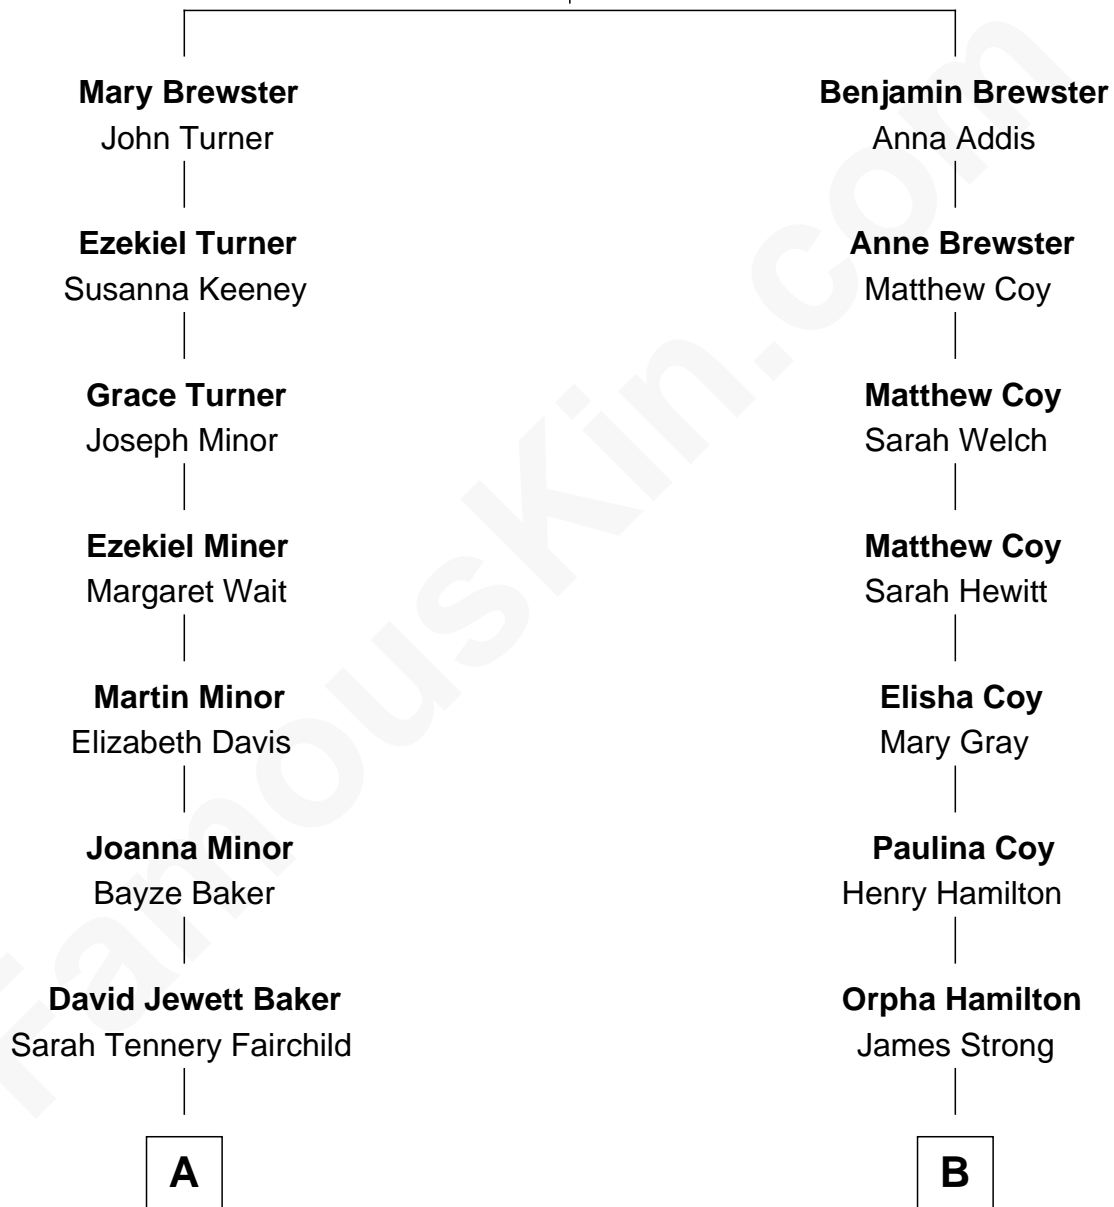 Mary Brewster
John Turner
Ezekiel Turner
Susanna Keeney
Grace Turner
Joseph Minor
Ezekiel Miner
Margaret Wait
Martin Minor
Elizabeth Davis
Joanna Minor
Bayze Baker
David Jewett Baker
Sarah Tennery Fairchild
A
Benjamin Brewster
Anna Addis
Anne Brewster
Matthew Coy
Matthew Coy
Sarah Welch
Matthew Coy
Sarah Hewitt
Elisha Coy
Mary Gray
Paulina Coy
Henry Hamilton
Orpha Hamilton
James Strong
B
FamousKin.com